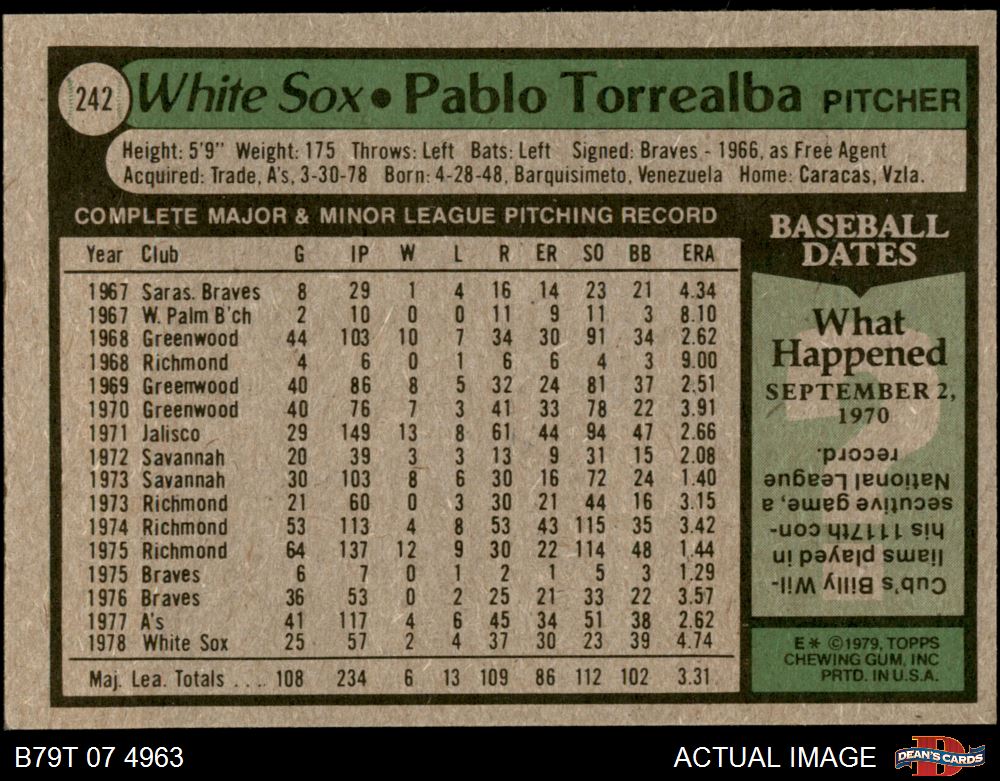 242 White Sox • Pablo Torrealba PITCHER
Height: 5'9" Weight: 175 Throws: Left Bats: Left Signed: Braves - 1966, as Free Agent
Acquired: Trade, A's, 3-30-78 Born: 4-28-48, Barquisimeto, Venezuela Home: Caracas, Vzla.
COMPLETE MAJOR & MINOR LEAGUE PITCHING RECORD
Year Club G IP W L R ER SO BB ERA
1967 Saras. Braves 8 29 1 4 16 14 23 21 4.34
1967 W. Palm B'ch 2 10 0 0 11 9 11 3 8.10
1968 Greenwood 44 103 10 7 34 30 91 34 2.62
1968 Richmond 4 6 0 1 6 6 4 3 9.00
1969 Greenwood 40 86 8 5 32 24 81 37 2.51
1970 Greenwood 40 76 7 3 41 33 78 22 3.91
1971 Jalisco 29 149 13 8 61 44 94 47 2.66
1972 Savannah 20 39 3 3 13 9 31 15 2.08
1973 Savannah 30 103 8 6 30 16 72 24 1.40
1973 Richmond 21 60 0 3 30 21 44 16 3.15
1974 Richmond 53 113 4 8 53 43 115 35 3.42
1975 Richmond 64 137 12 9 30 22 114 48 1.44
1975 Braves 6 7 0 1 2 1 5 3 1.29
1976 Braves 36 53 0 2 25 21 33 22 3.57
1977 A's 41 117 4 6 45 34 51 38 2.62
1978 White Sox 25 57 2 4 37 30 23 39 4.74
Maj. Lea. Totals . . . 108 234 6 13 109 86 112 102 3.31
BASEBALL
DATES
What
Happened
SEPTEMBER 2,
1970
Cub's Billy Wil-
liams played in
his 1117th con-
secutive game, a
National League
record.
E* ©1979, TOPPS
CHEWING GUM, INC
PRTD. IN U.S.A.
B79T 07 4963
ACTUAL IMAGE
D
DEAN'S CARDS